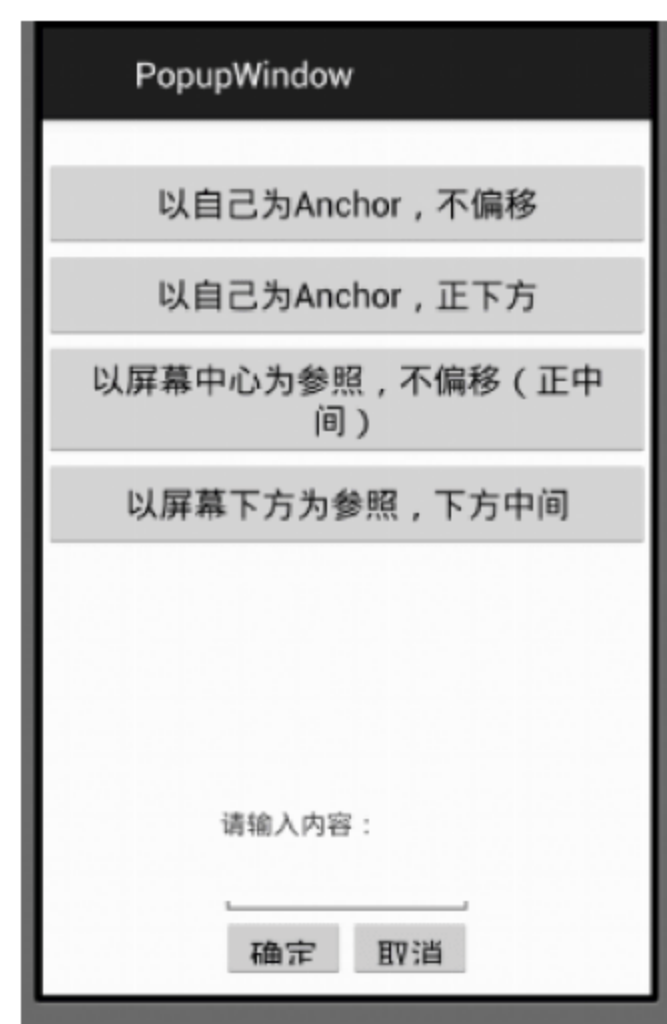 PopupWindow
以自己为Anchor，不偏移
以自己为Anchor，正下方
以屏幕中心为参照，不偏移（正中
间）
以屏幕下方为参照，下方中间
请输入内容：
确定 取消